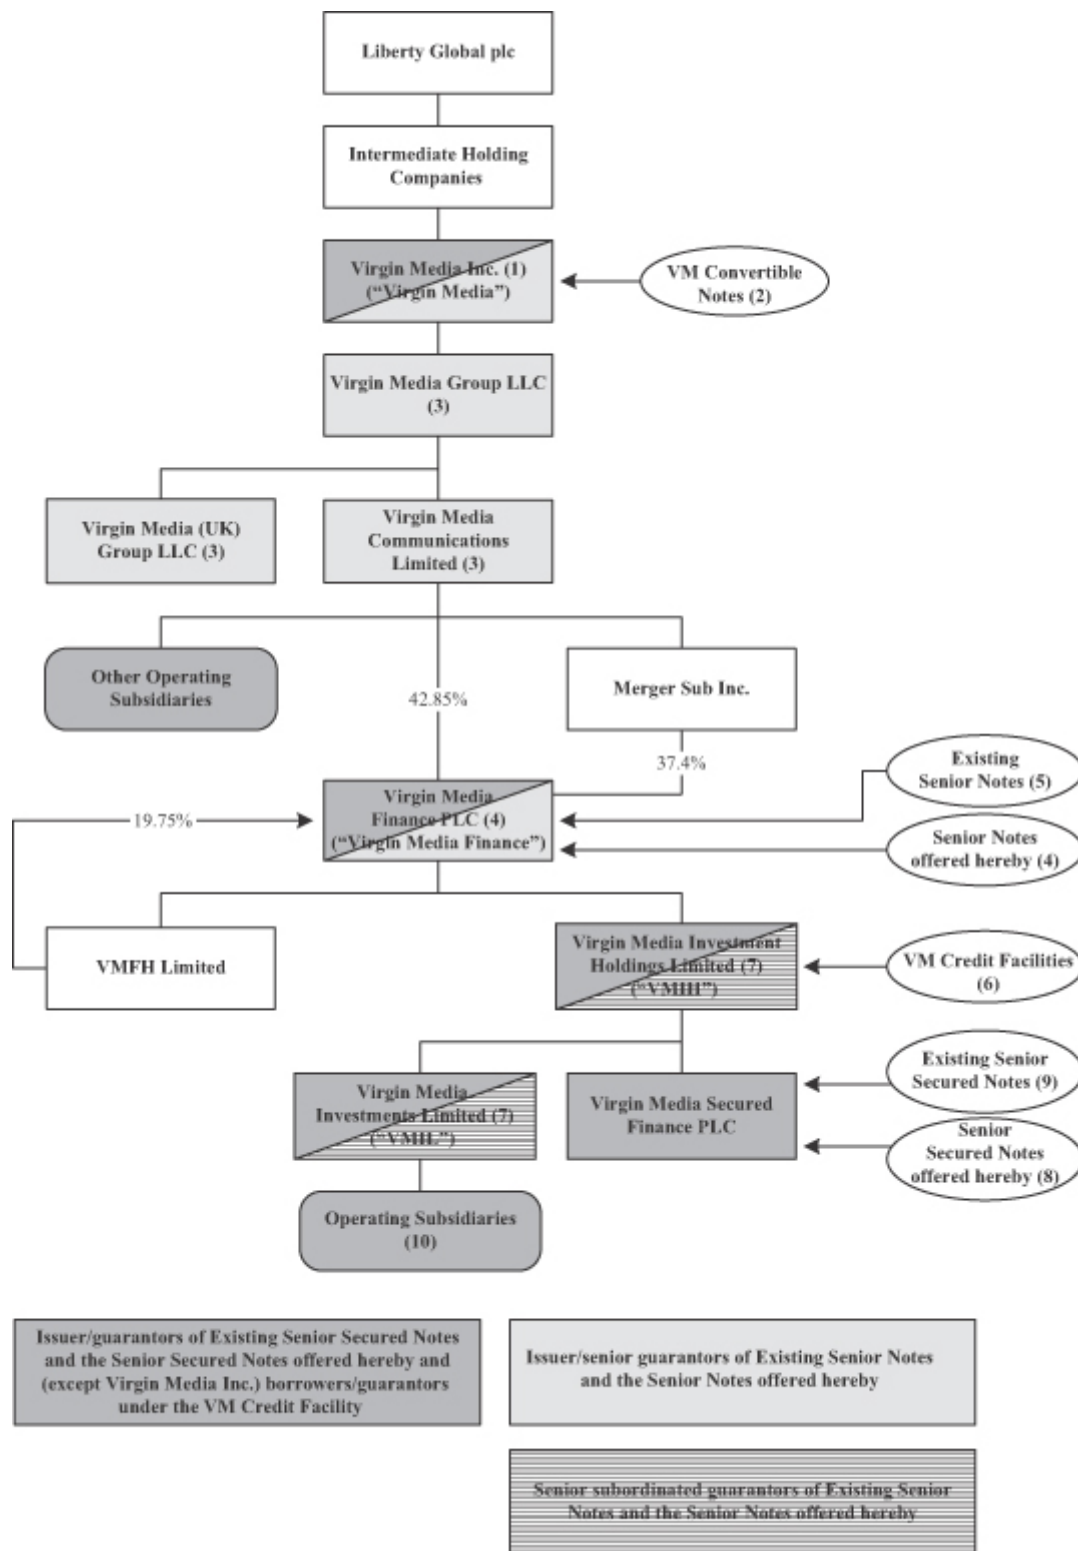 Liberty Global plc
Intermediate Holding
Companies
Virgin Media Inc. (1)
(“Virgin Media”)
VM Convertible
Notes (2)
Virgin Media Group LLC
(3)
Virgin Media (UK)
Group LLC (3)
Virgin Media
Communications
Limited (3)
Other Operating
Subsidiaries
42.85%
Merger Sub Inc.
37.4%
Existing
Senior Notes (5)
19.75%
Virgin Media
Finance PLC (4)
(“Virgin Media Finance”)
Senior Notes
offered hereby (4)
VMFH Limited
Virgin Media Investment
Holdings Limited (7)
(“VMIH”)
VM Credit Facilities
(6)
Virgin Media
Investments Limited (7)
(“VMIL”)
Virgin Media Secured
Finance PLC
Existing Senior
Secured Notes (9)
Senior
Secured Notes
offered hereby (8)
Operating Subsidiaries
(10)
Issuer/guarantors of Existing Senior Secured Notes
and the Senior Secured Notes offered hereby and
(except Virgin Media Inc.) borrowers/guarantors
under the VM Credit Facility
Issuer/senior guarantors of Existing Senior Notes
and the Senior Notes offered hereby
Senior subordinated guarantors of Existing Senior
Notes and the Senior Notes offered hereby